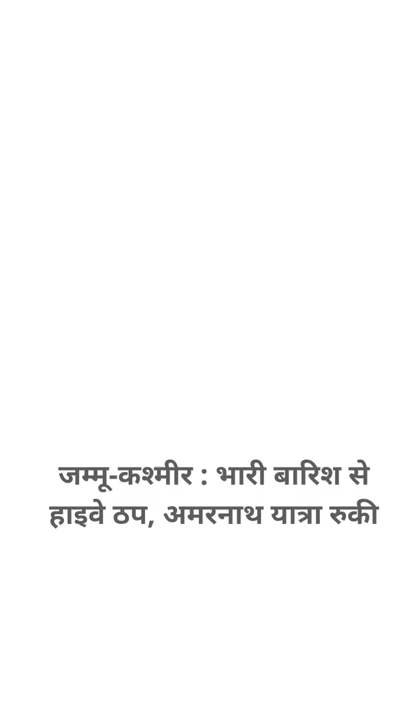 जम्मू-कश्मीर : भारी बारिश से
हाइवे ठप, अमरनाथ यात्रा रुकी